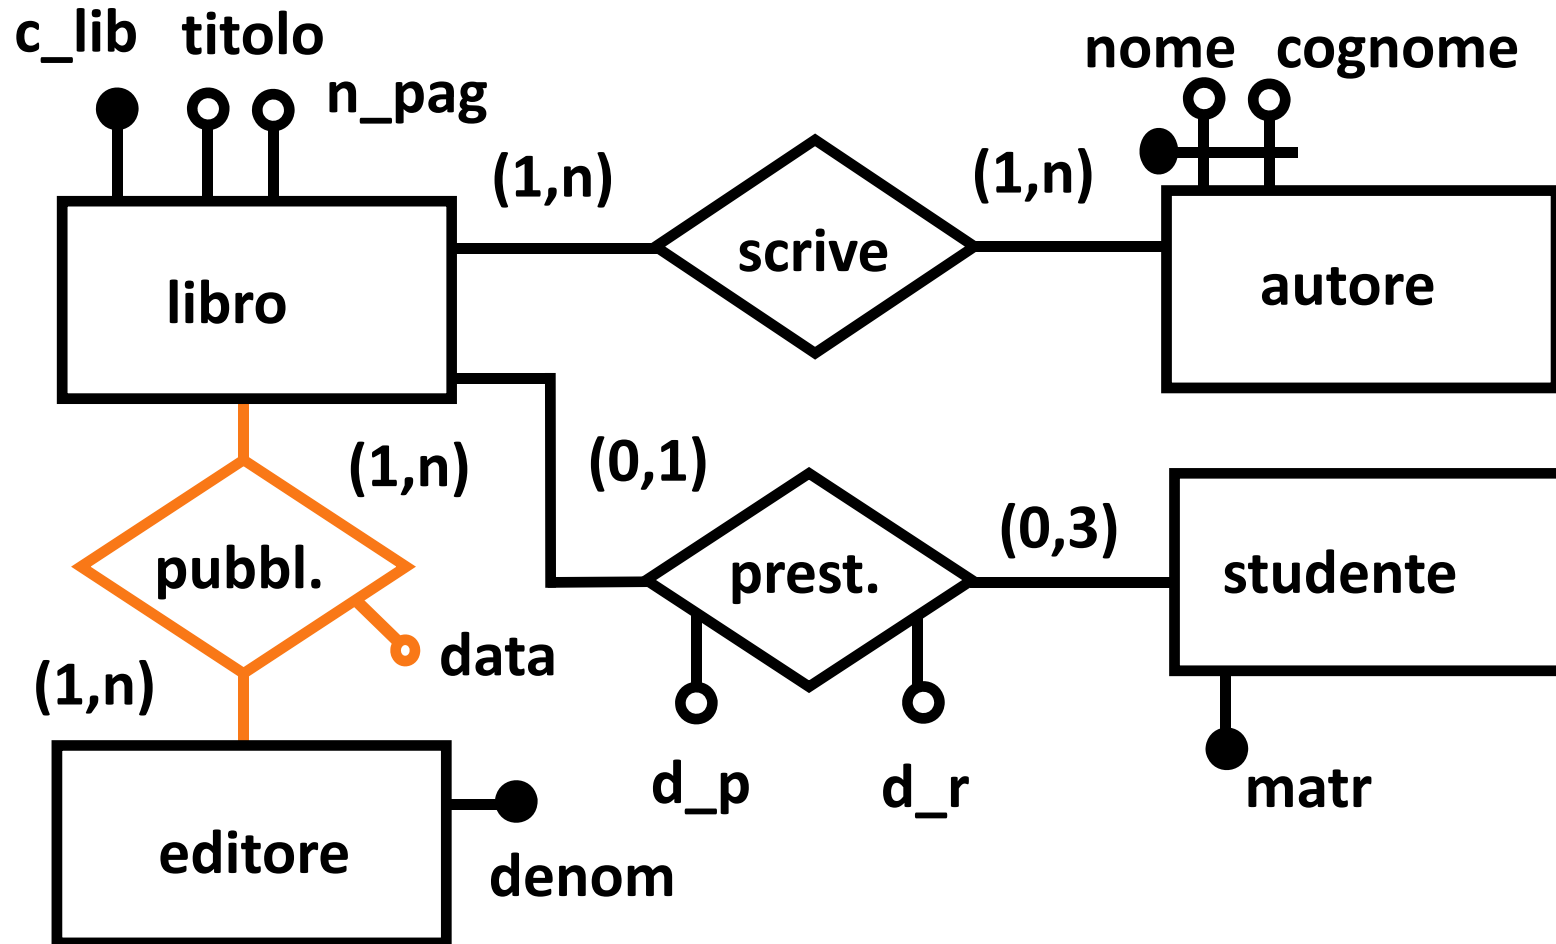 c_lib titolo
n_pag
nome cognome
(1,n)
(1,n)
scrive
libro
autore
(1,n)
(0,1)
(0,3)
pubbl.
prest.
studente
data
(1,n)
d_p
d_r
matr
editore
denom